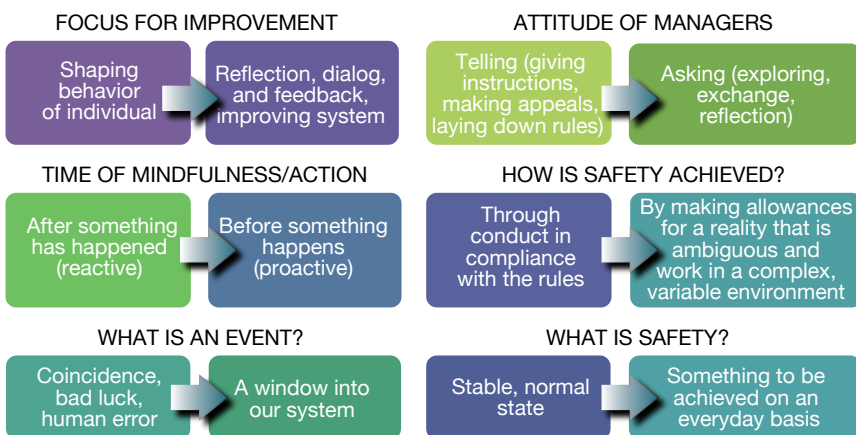 FOCUS FOR IMPROVEMENT
Shaping
behavior
of individual
Reflection, dialog,
and feedback,
improving system
ATTITUDE OF MANAGERS
Telling (giving
instructions,
making appeals,
laying down rules)
Asking (exploring,
exchange,
reflection)
TIME OF MINDFULNESS/ACTION
After something
has happened
(reactive)
Before something
happens
(proactive)
HOW IS SAFETY ACHIEVED?
Through
conduct in
compliance
with the rules
By making allowances
for a reality that is
ambiguous and
work in a complex,
variable environment
WHAT IS AN EVENT?
Coincidence,
bad luck,
human error
A window into
our system
WHAT IS SAFETY?
Stable, normal
state
Something to be
achieved on an
everyday basis